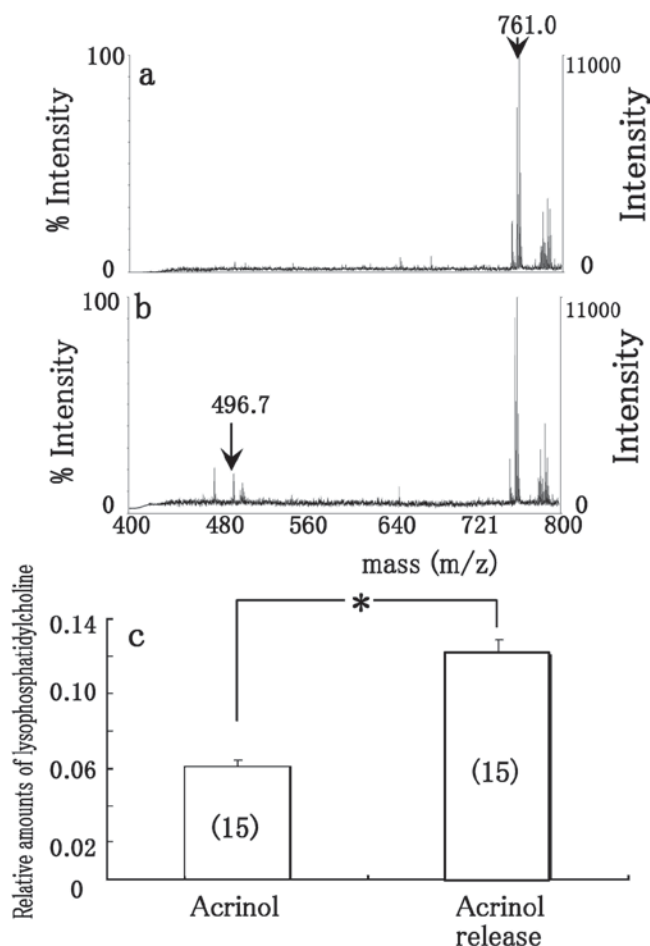 761.0
100
a
11000
% Intensity
Intensity
0
0
100
b
11000
496.7
% Intensity
Intensity
0
0
400
480
560
640
721
800
mass (m/z)
Relative amounts of lysophosphatidylcholine
0.14
c
*
0.10
0.06
(15)
(15)
0.02
0
Acrinol
Acrinol
release